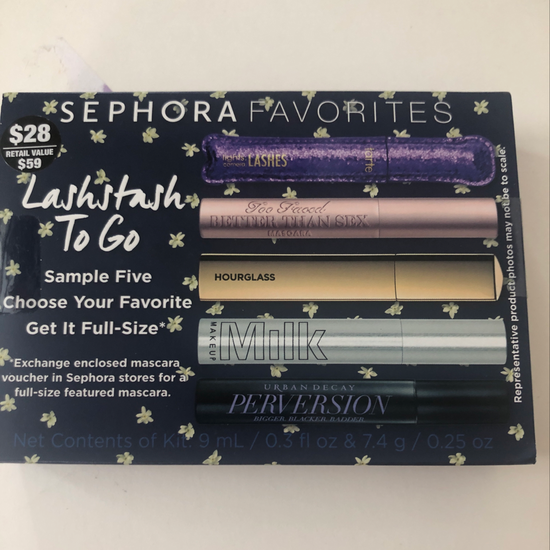 SEPHORA FAVORITES
$28
RETAIL VALUE
$59
Lashstash
To Go
Sample Five
Choose Your Favorite
Get It Full-Size*
*Exchange enclosed mascara
voucher in Sephora stores for a
full-size featured mascara.
LASHES
tarte
Too Faced
BETTER THAN SEX
MASCARA
HOURGLASS
MAKEUP
Milk
URBAN DECAY
PERVERSION
BIGGER. BLACKER. BADDER.
Representative product photos may not be to scale.
Net Contents of Kit: 9 mL / 0.3 fl oz & 7.4 g / 0.25 oz